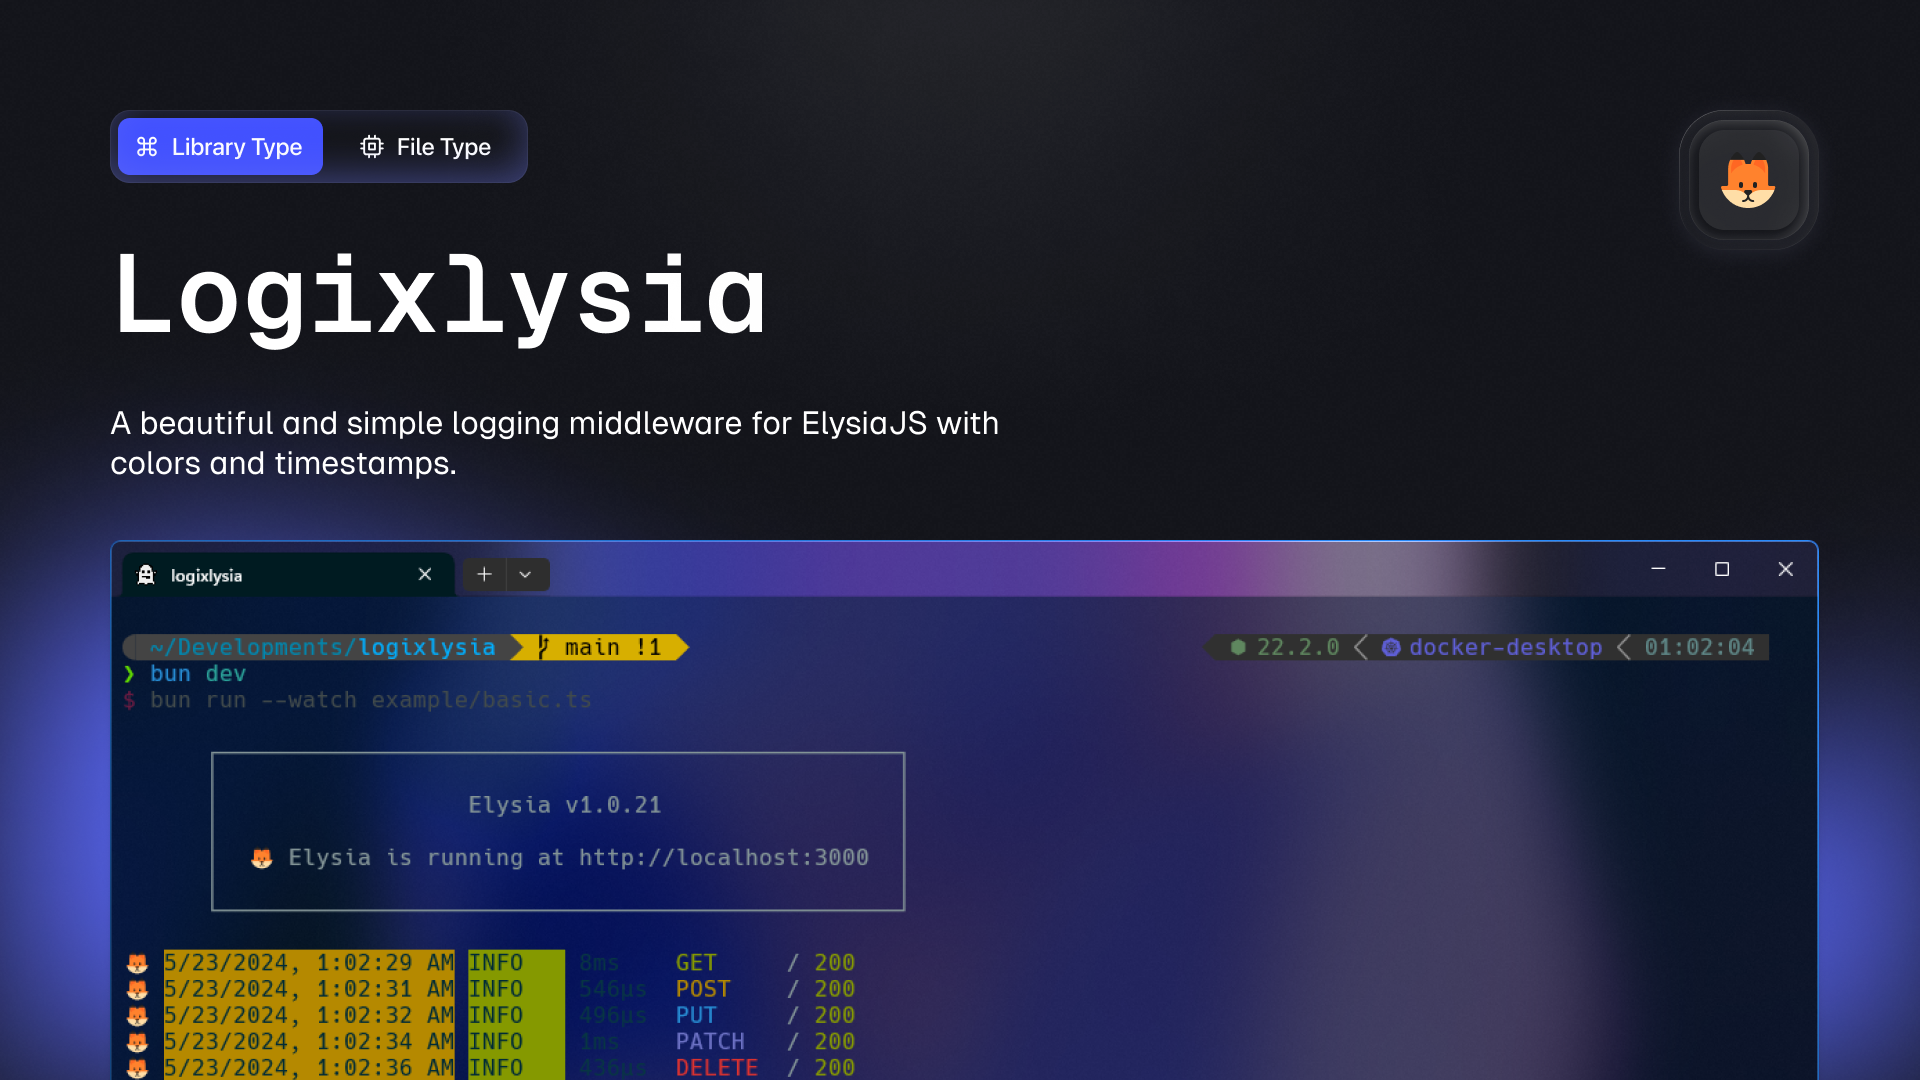 Library Type
File Type
Logixlysia
A beautiful and simple logging middleware for ElysiaJS with
colors and timestamps.
logixlysia
~/Developments/logixlysia main !1 22.2.0 docker-desktop 01:02:04
❯ bun dev
$ bun run --watch example/basic.ts
Elysia v1.0.21
🦊 Elysia is running at http://localhost:3000
🦊 5/23/2024, 1:02:29 AM INFO 8ms GET / 200
🦊 5/23/2024, 1:02:31 AM INFO 546µs POST / 200
🦊 5/23/2024, 1:02:32 AM INFO 496µs PUT / 200
🦊 5/23/2024, 1:02:34 AM INFO 1ms PATCH / 200
🦊 5/23/2024, 1:02:36 AM INFO 436µs DELETE / 200